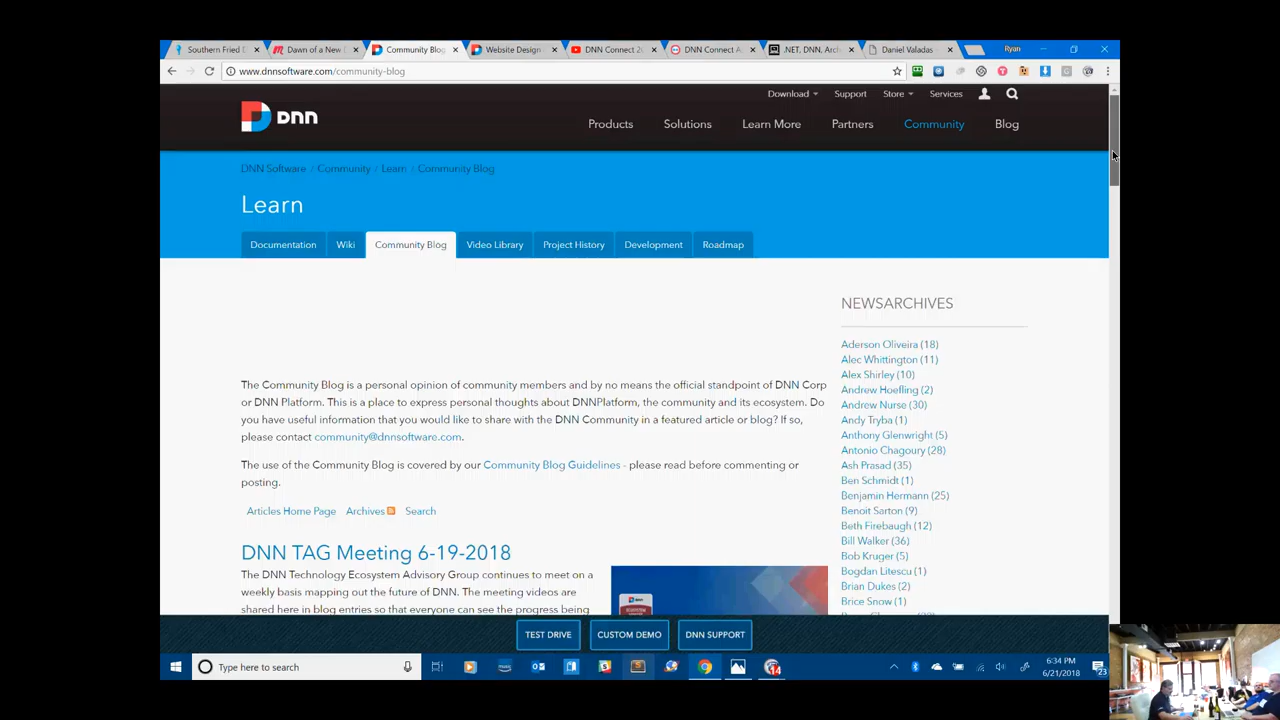 Southern Fried D
Dawn of a New
Community Blog
Website Design
DNN Connect 20
DNN Connect A
.NET, DNN, Arch
Daniel Valadas
Ryan
www.dnnsoftware.com/community-blog
Download
Support
Store
Services
dnn
Products
Solutions
Learn More
Partners
Community
Blog
DNN Software / Community / Learn / Community Blog
Learn
Documentation
Wiki
Community Blog
Video Library
Project History
Development
Roadmap
The Community Blog is a personal opinion of community members and by no means the official standpoint of DNN Corp
or DNN Platform. This is a place to express personal thoughts about DNNPlatform, the community and its ecosystem. Do
you have useful information that you would like to share with the DNN Community in a featured article or blog? If so,
please contact community@dnnsoftware.com.
The use of the Community Blog is covered by our Community Blog Guidelines - please read before commenting or
posting.
Articles Home Page
Archives
Search
DNN TAG Meeting 6-19-2018
The DNN Technology Ecosystem Advisory Group continues to meet on a
weekly basis mapping out the future of DNN. The meeting videos are
shared here in blog entries so that everyone can see the progress being
NEWSARCHIVES
Aderson Oliveira (18)
Alec Whittington (11)
Alex Shirley (10)
Andrew Hoefling (2)
Andrew Nurse (30)
Andy Tryba (1)
Anthony Glenwright (5)
Antonio Chagoury (28)
Ash Prasad (35)
Ben Schmidt (1)
Benjamin Hermann (25)
Benoit Sarton (9)
Beth Firebaugh (12)
Bill Walker (36)
Bob Kruger (5)
Bogdan Litescu (1)
Brian Dukes (2)
Brice Snow (1)
TEST DRIVE
CUSTOM DEMO
DNN SUPPORT
Type here to search
14
6:34 PM
6/21/2018
23